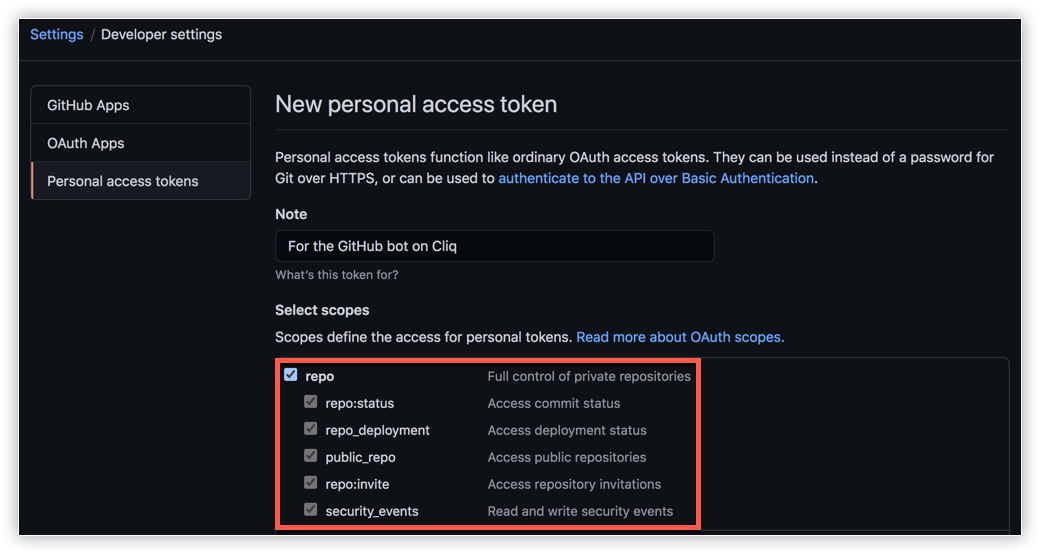 Settings / Developer settings
GitHub Apps
OAuth Apps
Personal access tokens
New personal access token
Personal access tokens function like ordinary OAuth access tokens. They can be used instead of a password for
Git over HTTPS, or can be used to authenticate to the API over Basic Authentication.
Note
For the GitHub bot on Cliq
What's this token for?
Select scopes
Scopes define the access for personal tokens. Read more about OAuth scopes.
repo Full control of private repositories
repo:status Access commit status
repo_deployment Access deployment status
public_repo Access public repositories
repo:invite Access repository invitations
security_events Read and write security events